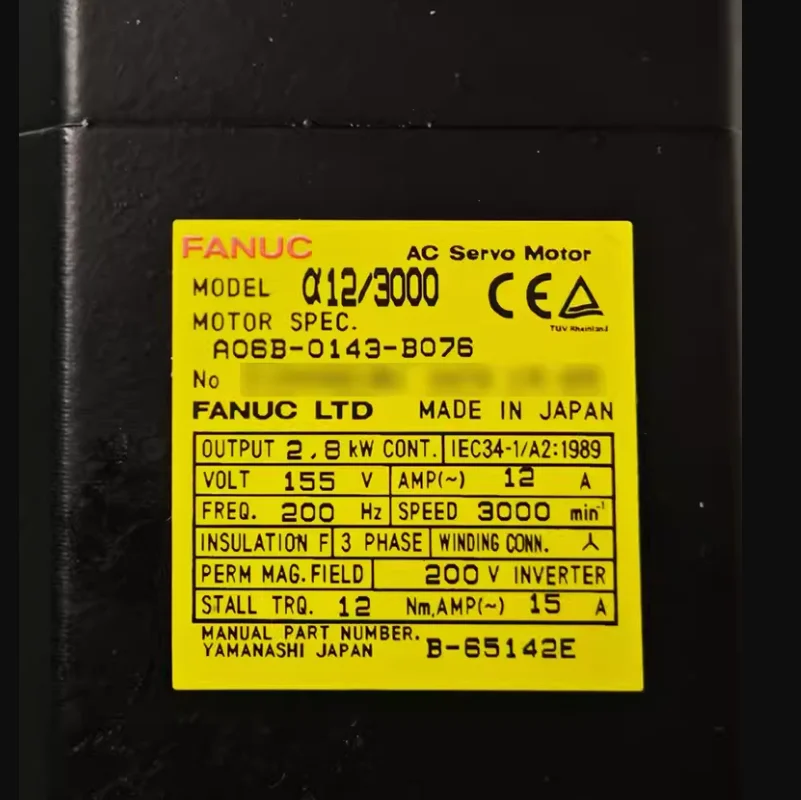 FANUC AC Servo Motor
MODEL α12/3000
CE
TUV Rheinland
MOTOR SPEC.
A06B-0143-B076
No
FANUC LTD MADE IN JAPAN
OUTPUT 2.8 kW CONT. IEC34-1/A2:1989
VOLT 155 V AMP(~) 12 A
FREQ. 200 Hz SPEED 3000 min⁻¹
INSULATION F 3 PHASE WINDING CONN.
PERM MAG.FIELD 200 V INVERTER
STALL TRQ. 12 Nm,AMP(~) 15 A
MANUAL PART NUMBER.
YAMANASHI JAPAN B-65142E